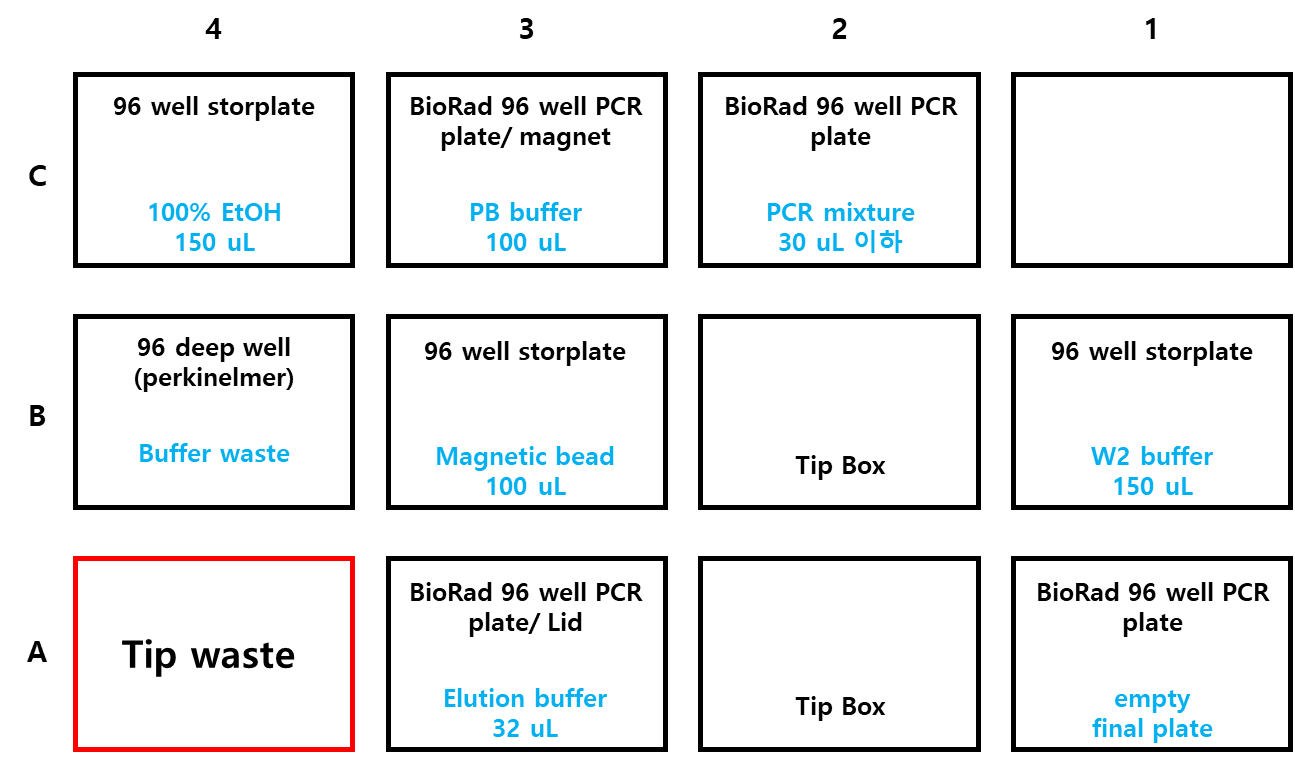 4
3
2
1
C
96 well storplate
100% EtOH
150 uL
BioRad 96 well PCR
plate/ magnet
PB buffer
100 uL
BioRad 96 well PCR
plate
PCR mixture
30 uL 이하
B
96 deep well
(perkinelmer)
Buffer waste
96 well storplate
Magnetic bead
100 uL
Tip Box
96 well storplate
W2 buffer
150 uL
A
Tip waste
BioRad 96 well PCR
plate/ Lid
Elution buffer
32 uL
Tip Box
BioRad 96 well PCR
plate
empty
final plate